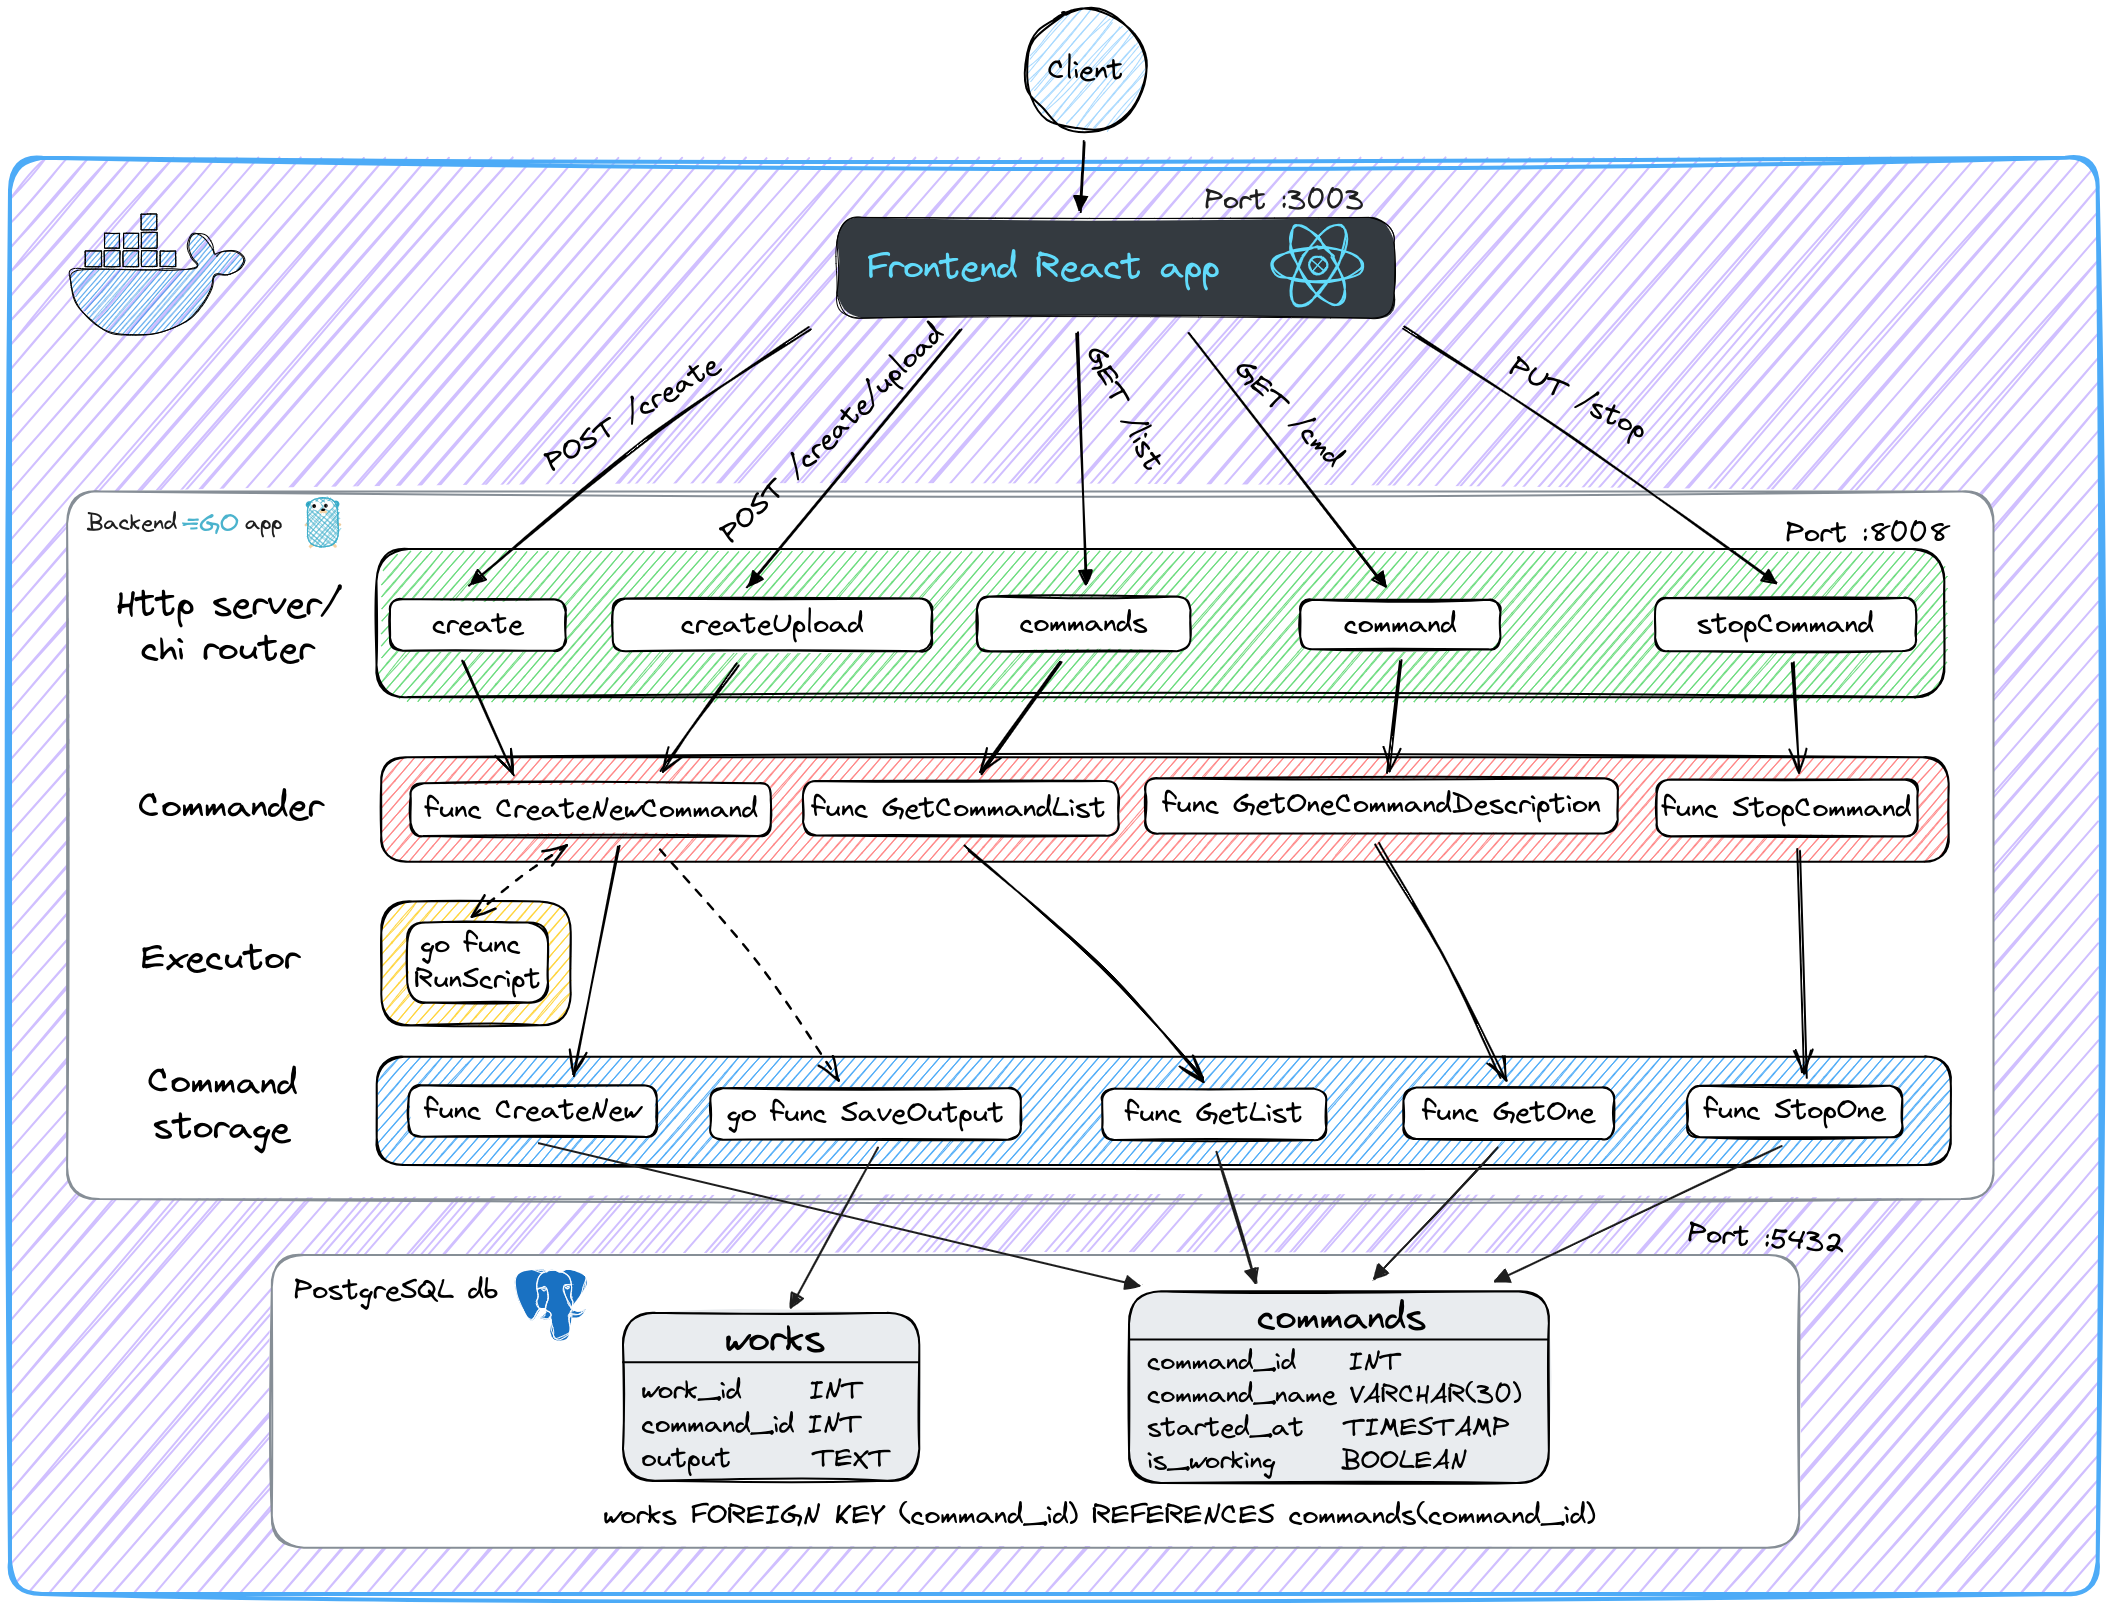 Client
Port :3003
Frontend React app
POST /create
POST /create/upload
GET /list
GET /cmd
PUT /stop
Backend GO app
Port :8008
Http server/
chi router
create
createUpload
commands
command
stopCommand
Commander
func CreateNewCommand
func GetCommandList
func GetOneCommandDescription
func StopCommand
Executor
go func
RunScript
Command
storage
func CreateNew
go func SaveOutput
func GetList
func GetOne
func StopOne
Port :5432
PostgreSQL db
works
work_id INT
command_id INT
output TEXT
commands
command_id INT
command_name VARCHAR(30)
started_at TIMESTAMP
is_working BOOLEAN
works FOREIGN KEY (command_id) REFERENCES commands(command_id)